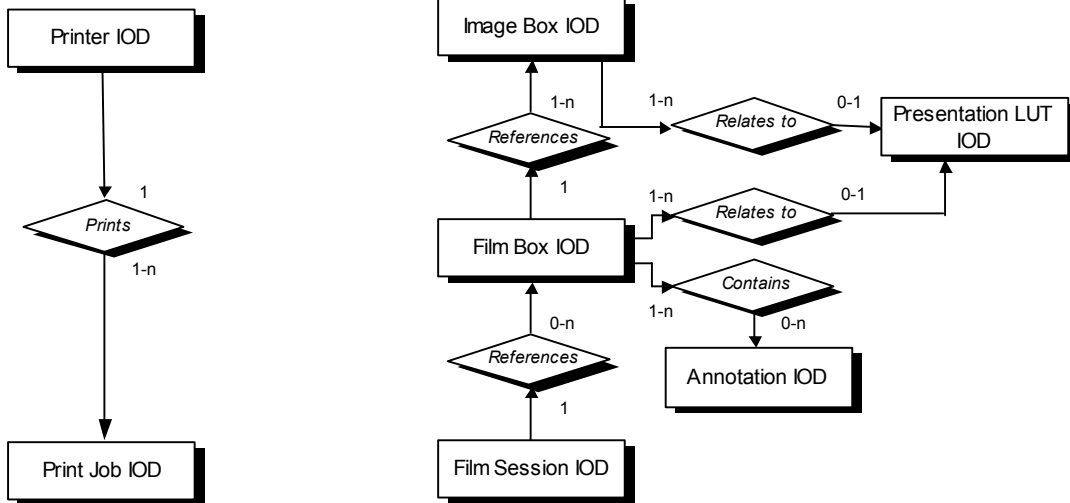 Printer IOD
1
Prints
1-n
Print Job IOD
Image Box IOD
1-n
References
1
1-n
Relates to
0-1
Presentation LUT
IOD
Film Box IOD
1-n
Relates to
0-1
1-n
Contains
0-n
Annotation IOD
0-n
References
1
Film Session IOD